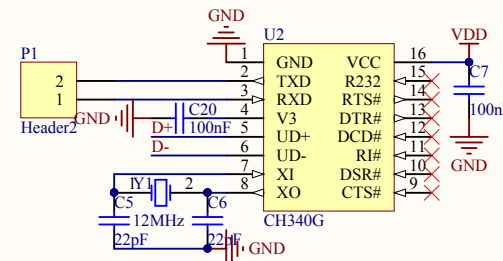 GND
U2
VDD
P1
1
GND
VCC
16
2
2
TXD
R232
15
1
3
RXD
RTS#
14
C7
Header2
GND
C20
4
V3
DTR#
13
100n
D+
100nF
5
UD+
DCD#
12
D-
6
UD-
RI#
11
GND
7
XI
DSR#
10
1
Y1
2
8
XO
CTS#
9
C5
12MHz
C6
CH340G
22pF
22pF
GND